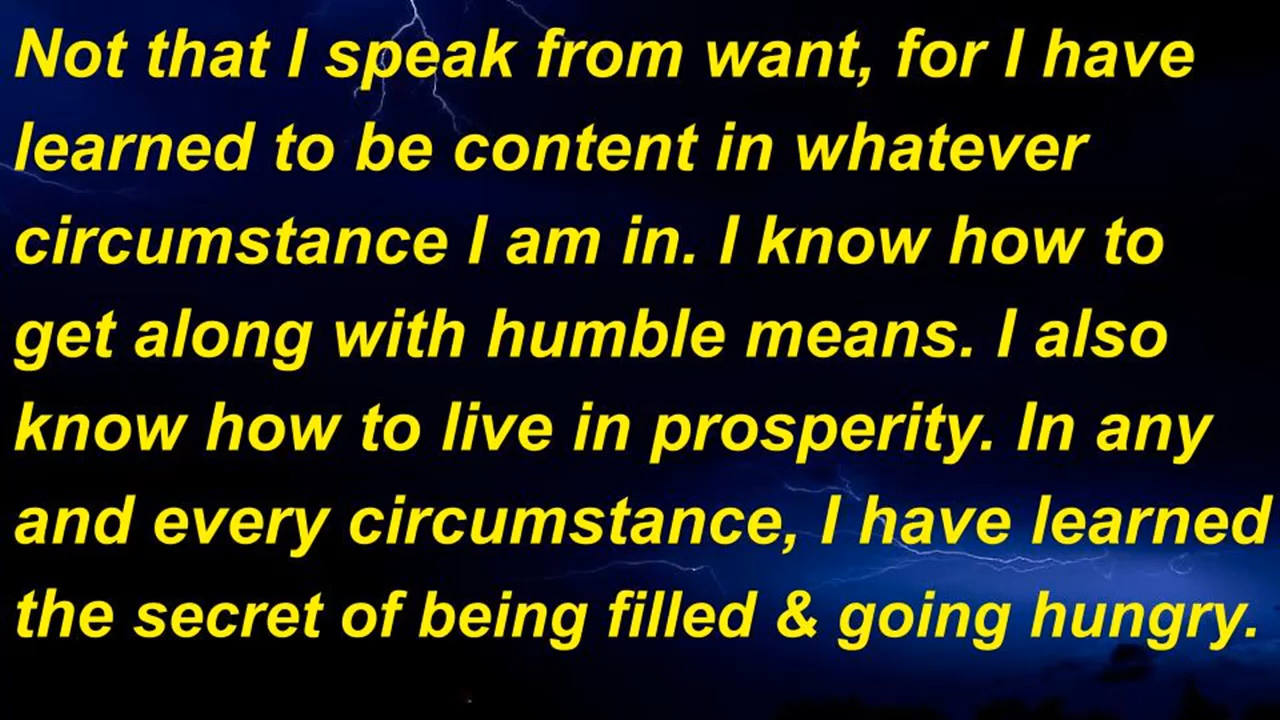 Not that I speak from want, for I have
learned to be content in whatever
circumstance I am in. I know how to
get along with humble means. I also
know how to live in prosperity. In any
and every circumstance, I have learned
the secret of being filled & going hungry.